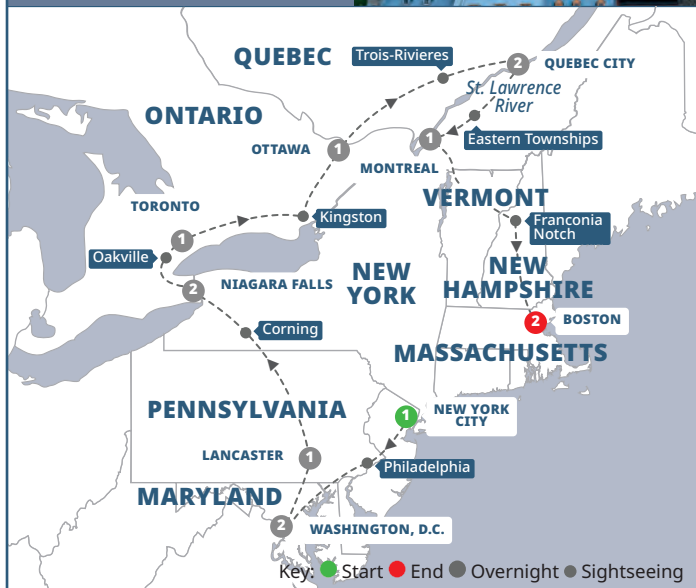 QUEBEC
Trois-Rivieres
2
QUEBEC CITY
St. Lawrence
River
ONTARIO
OTTAWA
1
1
Eastern Townships
MONTREAL
VERMONT
TORONTO
1
Kingston
Franconia
Notch
Oakville
2
NIAGARA FALLS
NEW
YORK
NEW
HAMPSHIRE
Corning
2
BOSTON
MASSACHUSETTS
PENNSYLVANIA
1
NEW YORK
CITY
LANCASTER
1
Philadelphia
MARYLAND
2
WASHINGTON, D.C.
Key: Start End Overnight Sightseeing